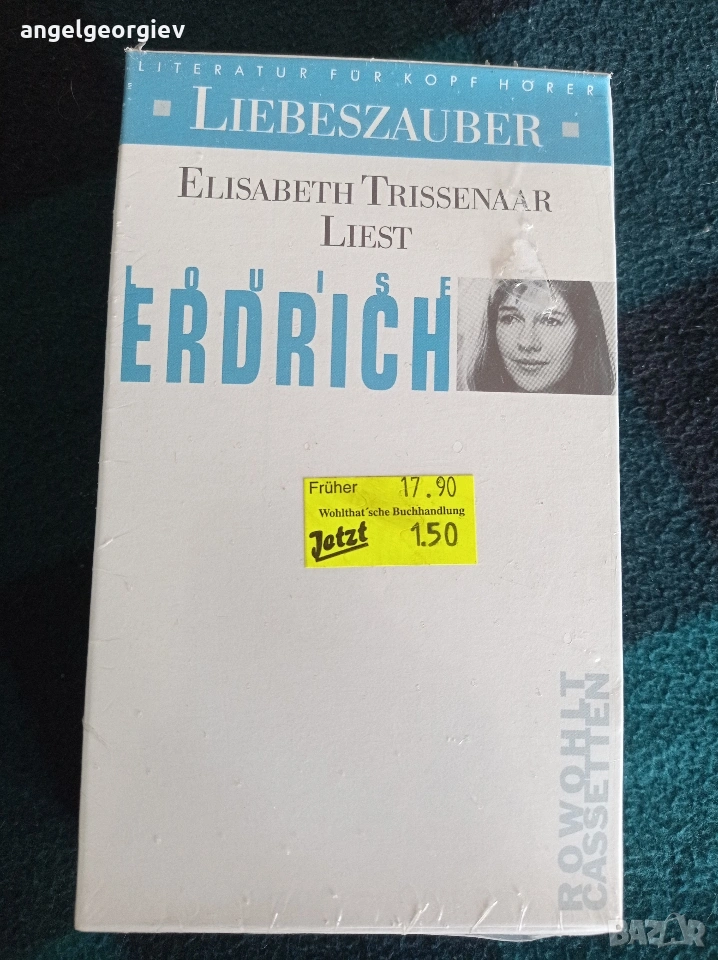 angelgeorgiev
LITERATUR FÜR KOPF HÖRER
LIEBESZAUBER
ELISABETH TRISSENAAR
LIEST
LOUISE
ERDRICH
Früher 17.90
Wohlthat'sche Buchhandlung
Jetzt 1.50
ROWOHLT
CASSETTEN
BAZAR